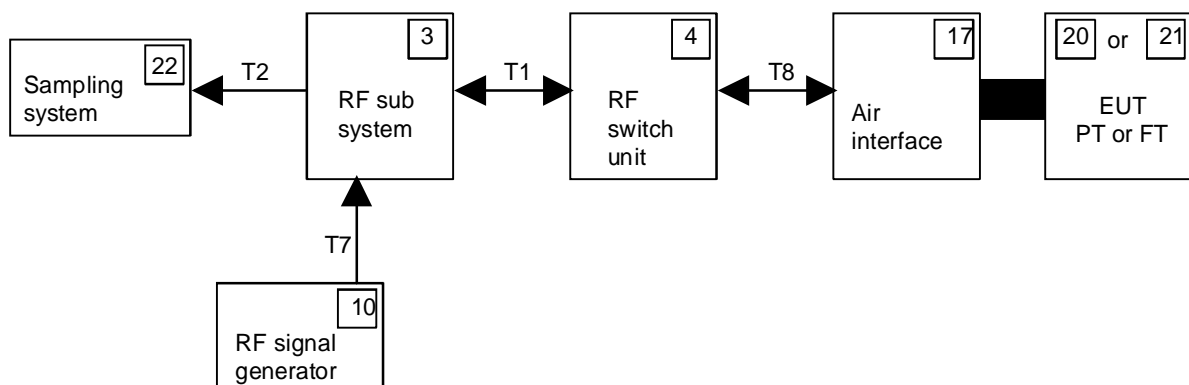 22
Sampling
system
T2
3
RF sub
system
T1
4
RF
switch
unit
T8
17
Air
interface
20 or 21
EUT
PT or FT
T7
10
RF signal
generator